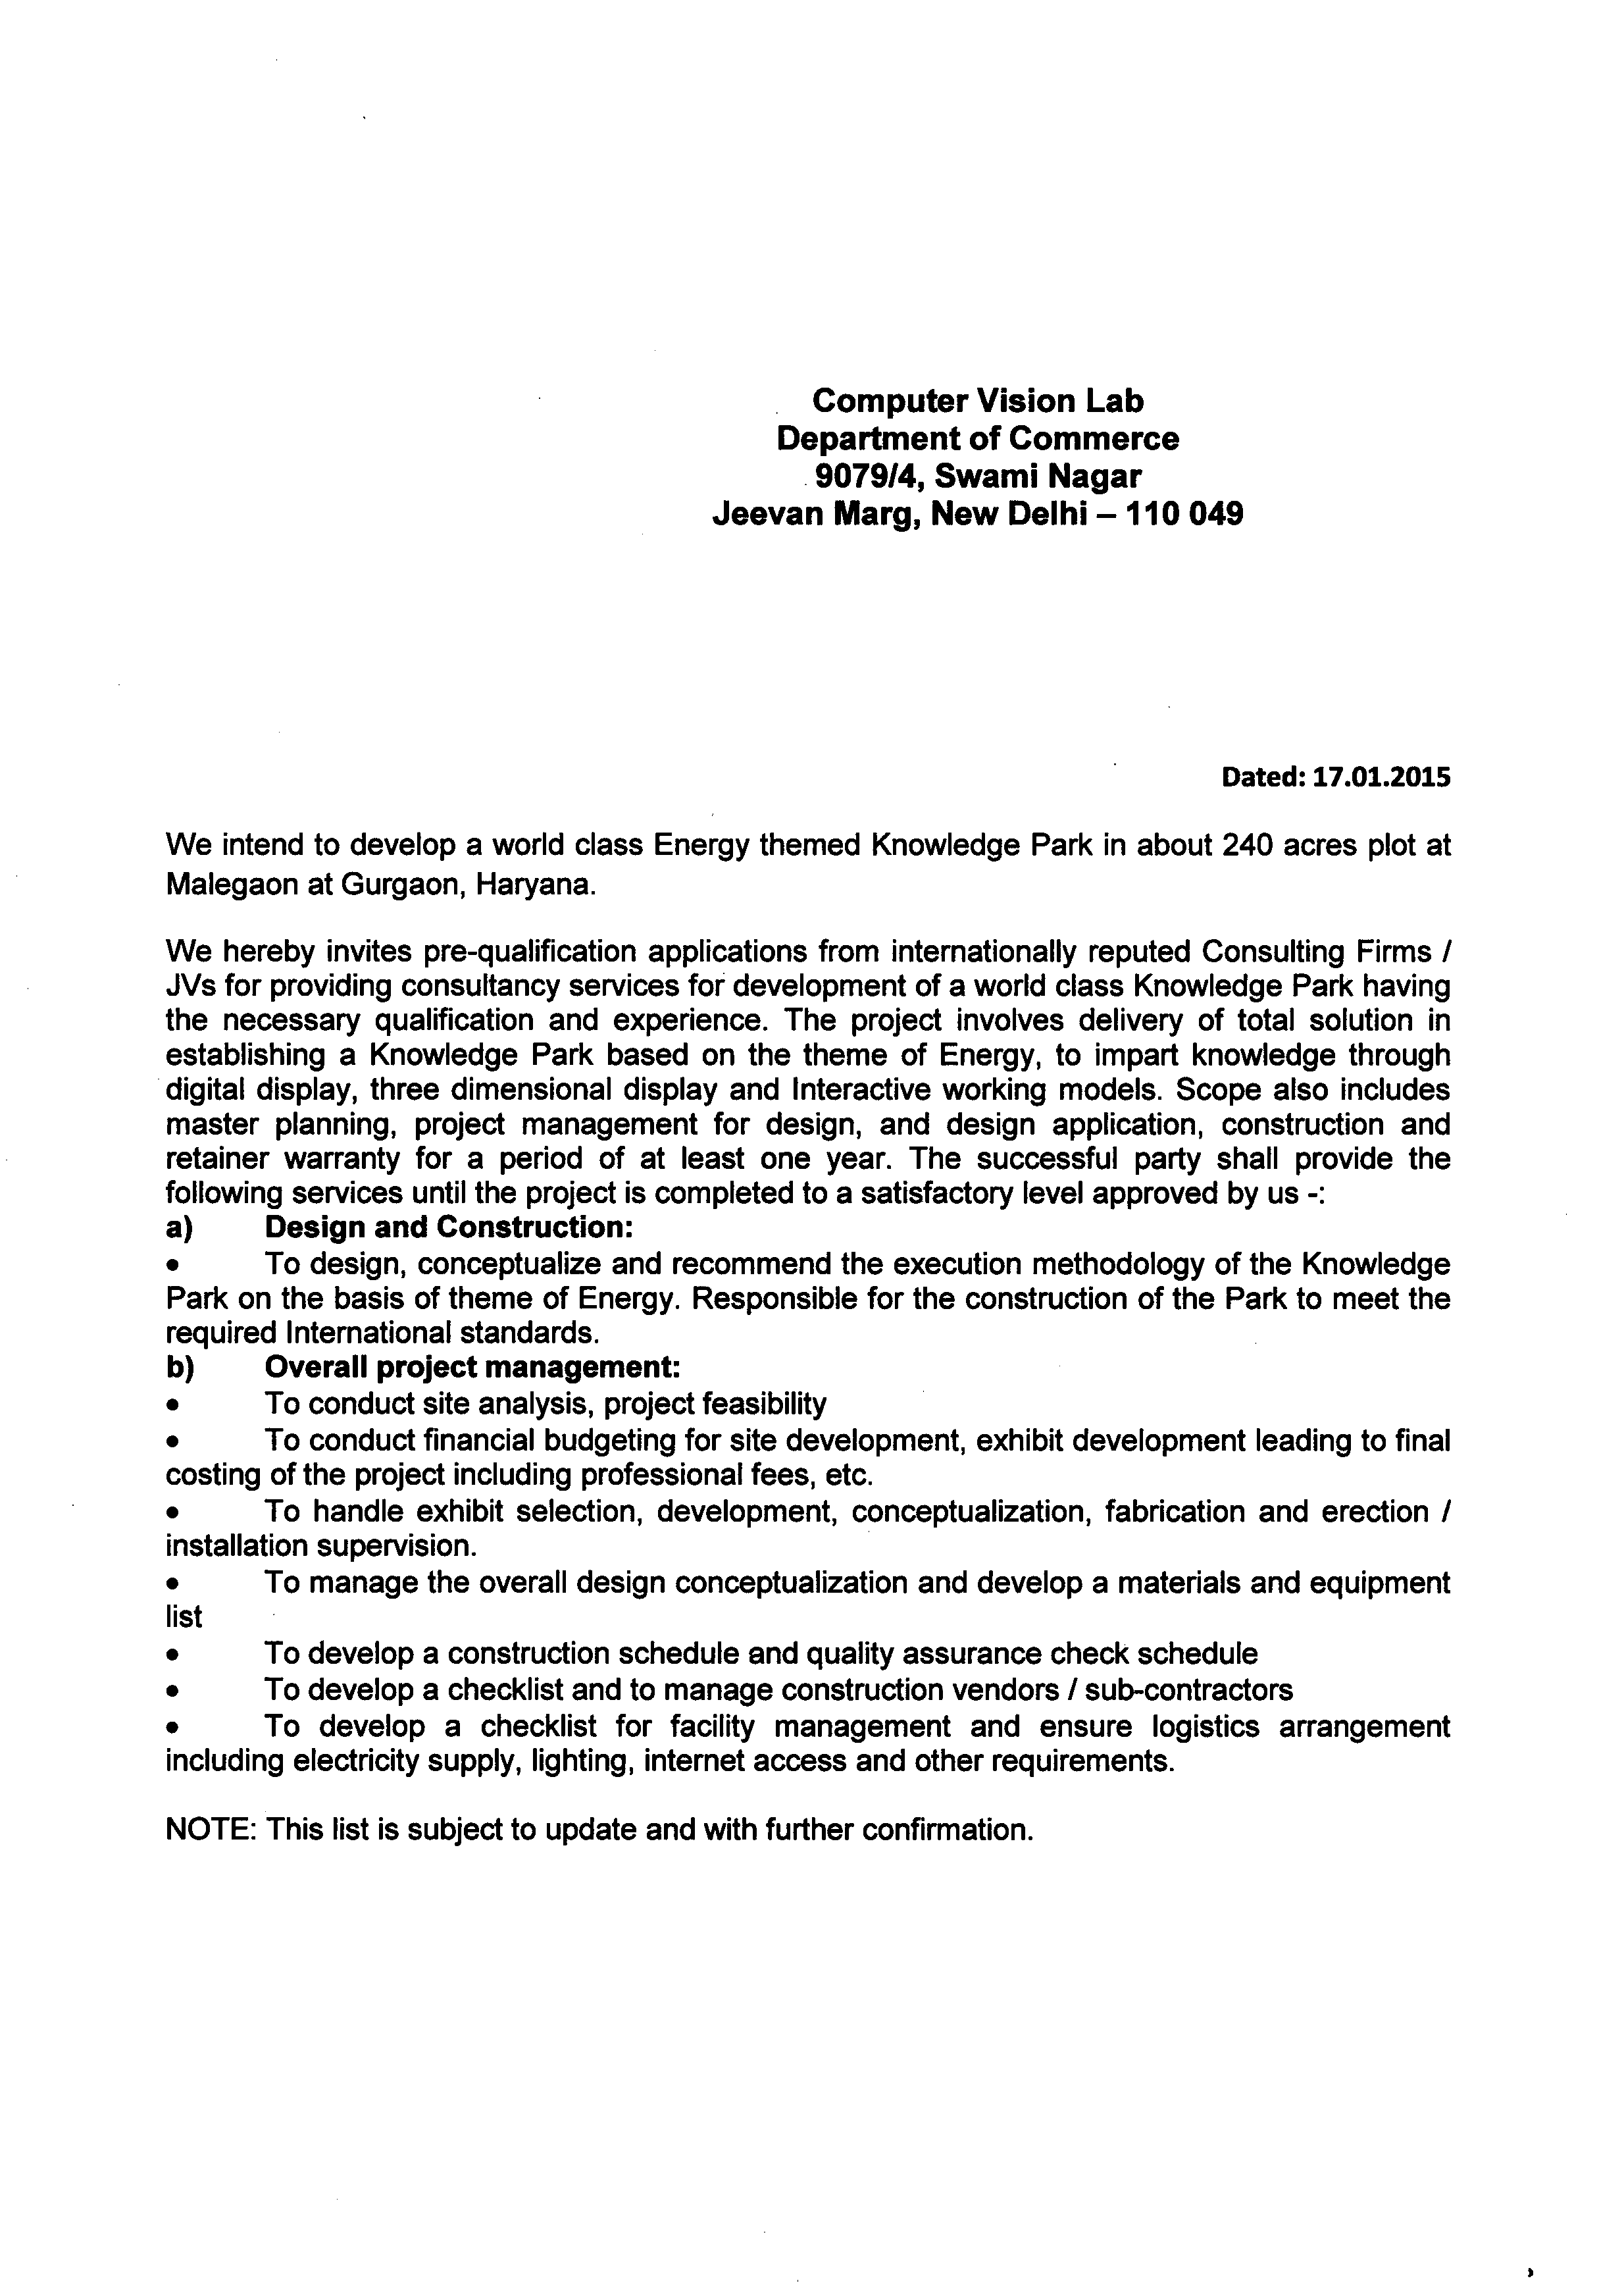 Computer Vision Lab
Department of Commerce
9079/4, Swami Nagar
Jeevan Marg, New Delhi – 110 049
Dated: 17.01.2015
We intend to develop a world class Energy themed Knowledge Park in about 240 acres plot at
Malegaon at Gurgaon, Haryana.
We hereby invites pre-qualification applications from internationally reputed Consulting Firms /
JVs for providing consultancy services for development of a world class Knowledge Park having
the necessary qualification and experience. The project involves delivery of total solution in
establishing a Knowledge Park based on the theme of Energy, to impart knowledge through
digital display, three dimensional display and Interactive working models. Scope also includes
master planning, project management for design, and design application, construction and
retainer warranty for a period of at least one year. The successful party shall provide the
following services until the project is completed to a satisfactory level approved by us -:
a) Design and Construction:
• To design, conceptualize and recommend the execution methodology of the Knowledge
Park on the basis of theme of Energy. Responsible for the construction of the Park to meet the
required International standards.
b) Overall project management:
• To conduct site analysis, project feasibility
• To conduct financial budgeting for site development, exhibit development leading to final
costing of the project including professional fees, etc.
• To handle exhibit selection, development, conceptualization, fabrication and erection /
installation supervision.
• To manage the overall design conceptualization and develop a materials and equipment
list
• To develop a construction schedule and quality assurance check schedule
• To develop a checklist and to manage construction vendors / sub-contractors
• To develop a checklist for facility management and ensure logistics arrangement
including electricity supply, lighting, internet access and other requirements.
NOTE: This list is subject to update and with further confirmation.